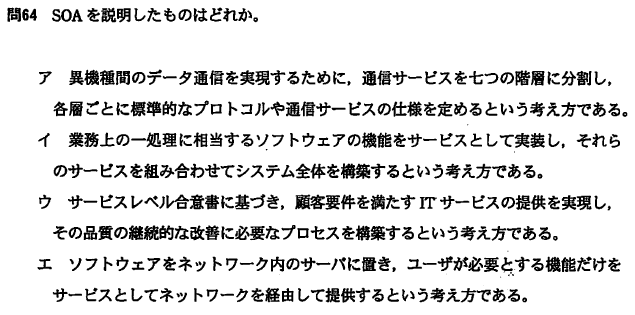 問64 SOAを説明したものはどれか。
ア 異機種間のデータ通信を実現するために，通信サービスを七つの階層に分割し，
各層ごとに標準的なプロトコルや通信サービスの仕様を定めるという考え方である。
イ 業務上の一処理に相当するソフトウェアの機能をサービスとして実装し，それら
のサービスを組み合わせてシステム全体を構築するという考え方である。
ウ サービスレベル合意書に基づき，顧客要件を満たすITサービスの提供を実現し，
その品質の継続的な改善に必要なプロセスを構築するという考え方である。
エ ソフトウェアをネットワーク内のサーバに置き，ユーザが必要とする機能だけを
サービスとしてネットワークを経由して提供するという考え方である。